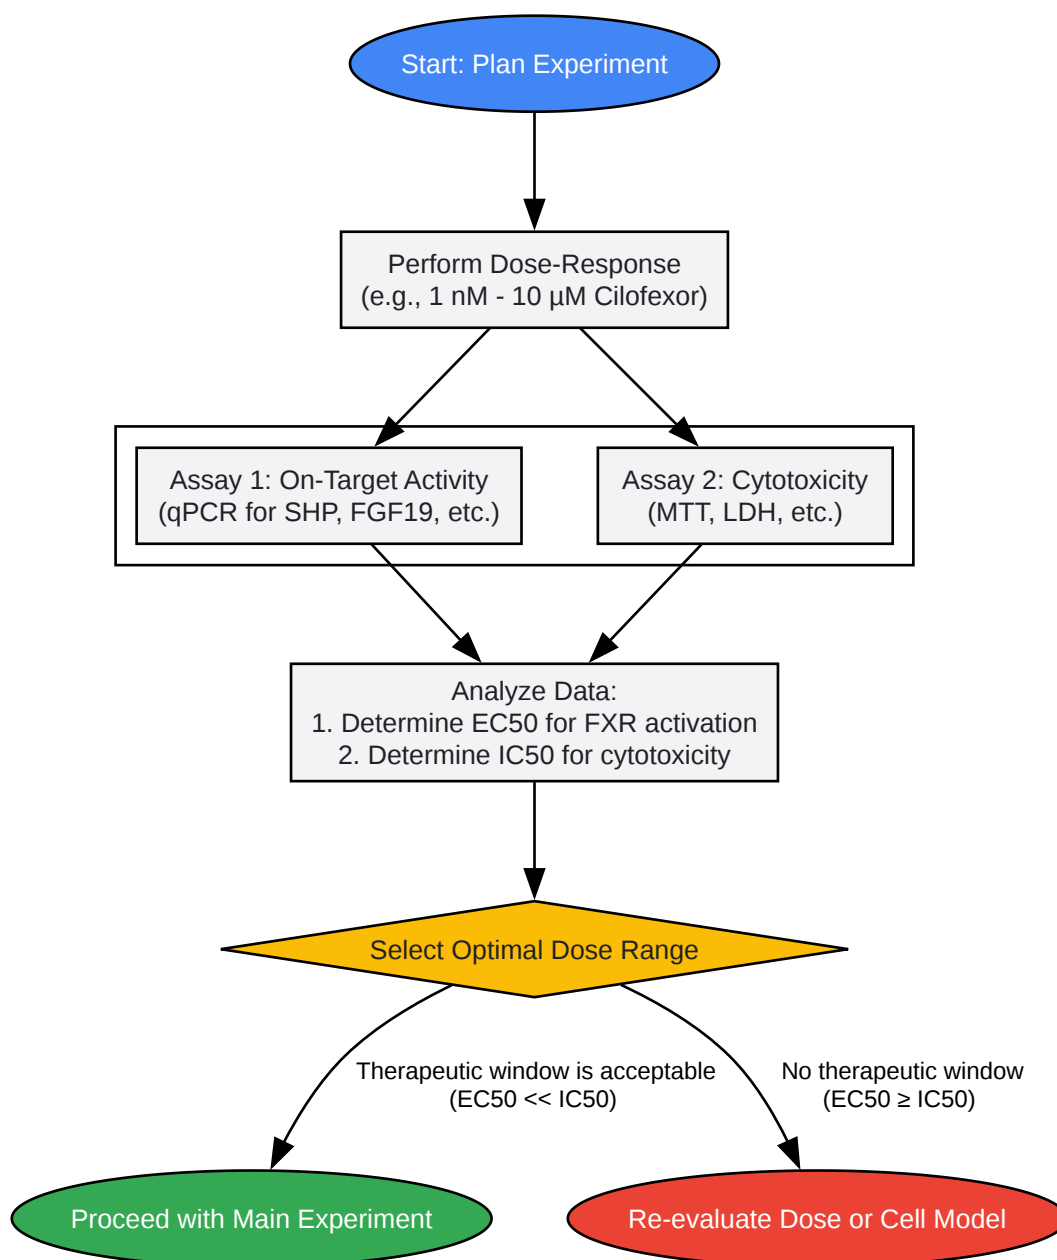 Start: Plan Experiment
Perform Dose-Response
(e.g., 1 nM - 10 µM Cilofexor)
Assay 1: On-Target Activity
(qPCR for SHP, FGF19, etc.)
Assay 2: Cytotoxicity
(MTT, LDH, etc.)
Analyze Data:
1. Determine EC50 for FXR activation
2. Determine IC50 for cytotoxicity
Select Optimal Dose Range
Therapeutic window is acceptable
(EC50 << IC50)
No therapeutic window
(EC50 ≥ IC50)
Proceed with Main Experiment
Re-evaluate Dose or Cell Model